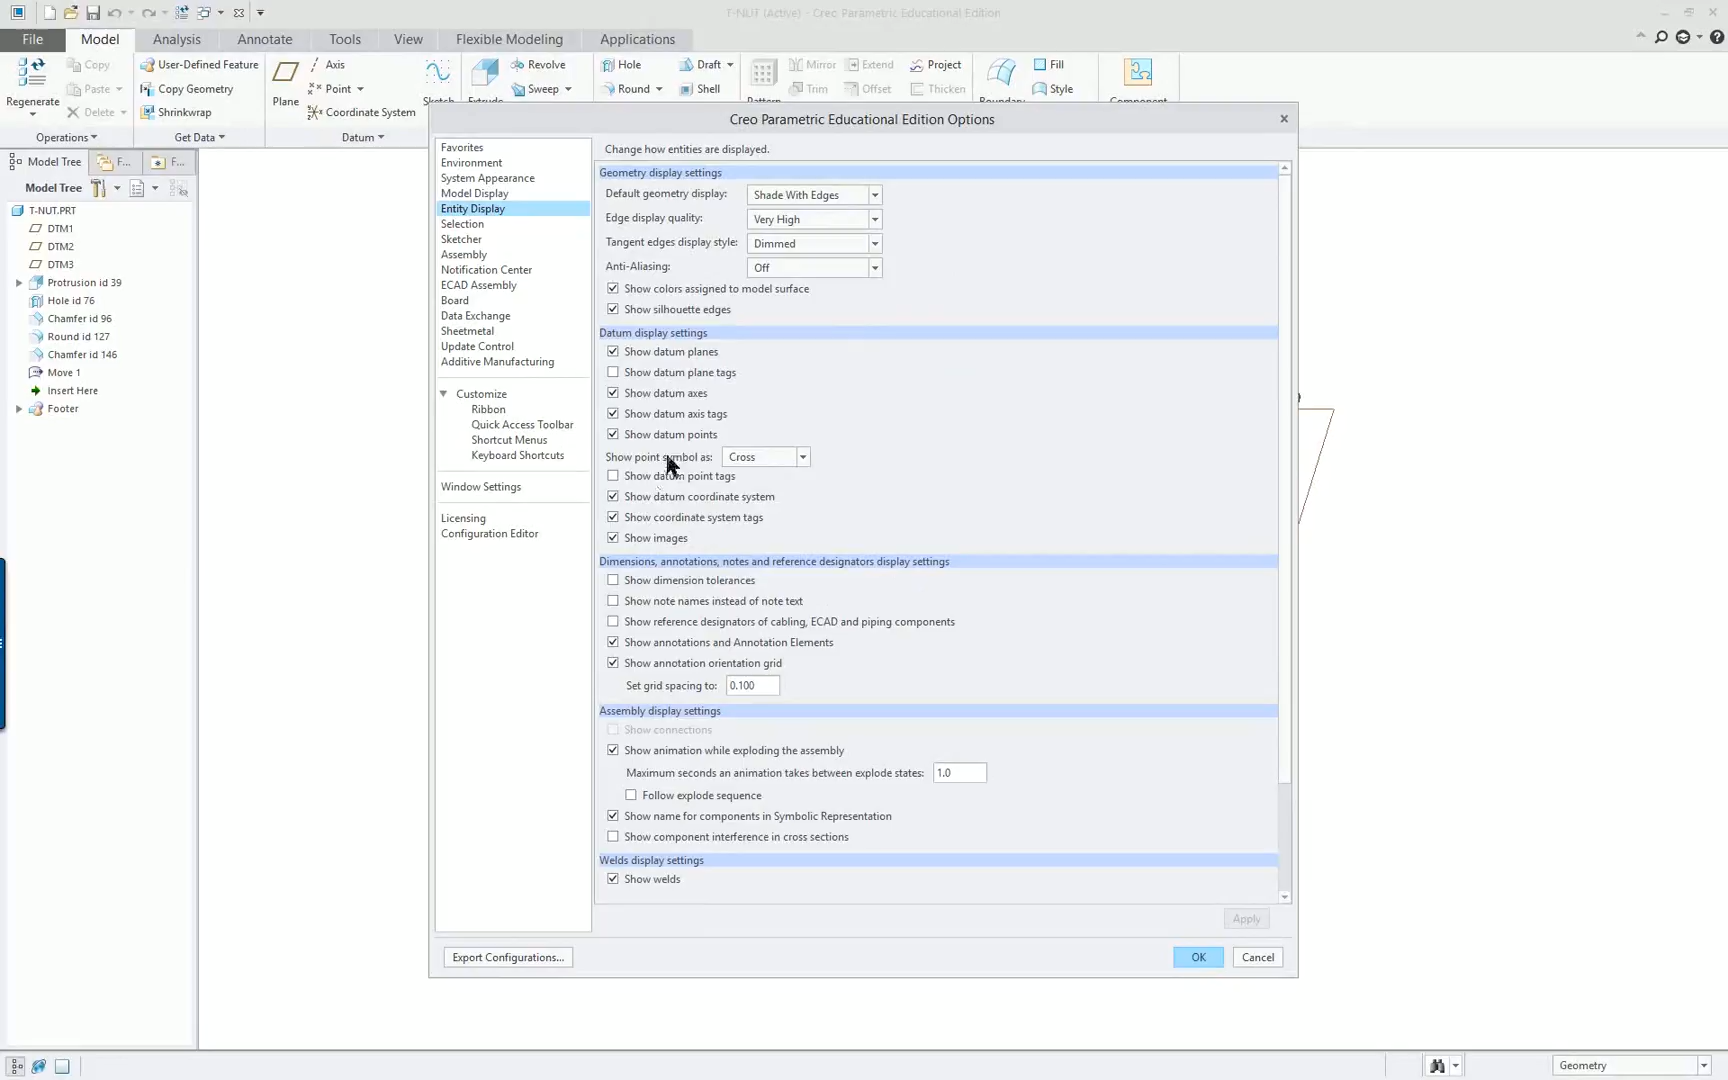 T-NUT (Active) - Creo Parametric Educational Edition
File Model Analysis Annotate Tools View Flexible Modeling Applications
Regenerate
Copy
Paste
Delete
Operations
User-Defined Feature
Copy Geometry
Shrinkwrap
Get Data
Plane
Axis
Point
Coordinate System
Datum
Sketch
Extrude
Revolve
Sweep
Hole
Round
Draft
Shell
Pattern
Mirror
Trim
Extend
Offset
Project
Thicken
Boundary
Fill
Style
Component
Model Tree F... F...
Model Tree
T-NUT.PRT
DTM1
DTM2
DTM3
Protrusion id 39
Hole id 76
Chamfer id 96
Round id 127
Chamfer id 146
Move 1
Insert Here
Footer
Creo Parametric Educational Edition Options
Favorites
Environment
System Appearance
Model Display
Entity Display
Selection
Sketcher
Assembly
Notification Center
ECAD Assembly
Board
Data Exchange
Sheetmetal
Update Control
Additive Manufacturing
Customize
Ribbon
Quick Access Toolbar
Shortcut Menus
Keyboard Shortcuts
Window Settings
Licensing
Configuration Editor
Change how entities are displayed.
Geometry display settings
Default geometry display: Shade With Edges
Edge display quality: Very High
Tangent edges display style: Dimmed
Anti-Aliasing: Off
Show colors assigned to model surface
Show silhouette edges
Datum display settings
Show datum planes
Show datum plane tags
Show datum axes
Show datum axis tags
Show datum points
Show point symbol as: Cross
Show datum point tags
Show datum coordinate system
Show coordinate system tags
Show images
Dimensions, annotations, notes and reference designators display settings
Show dimension tolerances
Show note names instead of note text
Show reference designators of cabling, ECAD and piping components
Show annotations and Annotation Elements
Show annotation orientation grid
Set grid spacing to: 0.100
Assembly display settings
Show connections
Show animation while exploding the assembly
Maximum seconds an animation takes between explode states: 1.0
Follow explode sequence
Show name for components in Symbolic Representation
Show component interference in cross sections
Welds display settings
Show welds
Apply
Export Configurations... OK Cancel
Geometry